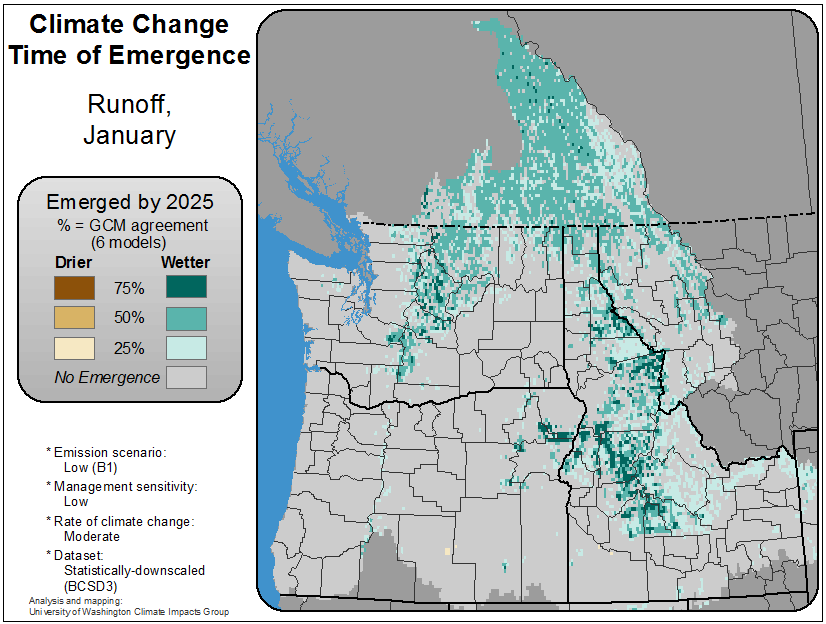 Climate Change
Time of Emergence
Runoff,
January
Emerged by 2025
% = GCM agreement
(6 models)
Drier Wetter
75%
50%
25%
No Emergence
* Emission scenario:
Low (B1)
* Management sensitivity:
Low
* Rate of climate change:
Moderate
* Dataset:
Statistically-downscaled
(BCSD3)
Analysis and mapping:
University of Washington Climate Impacts Group